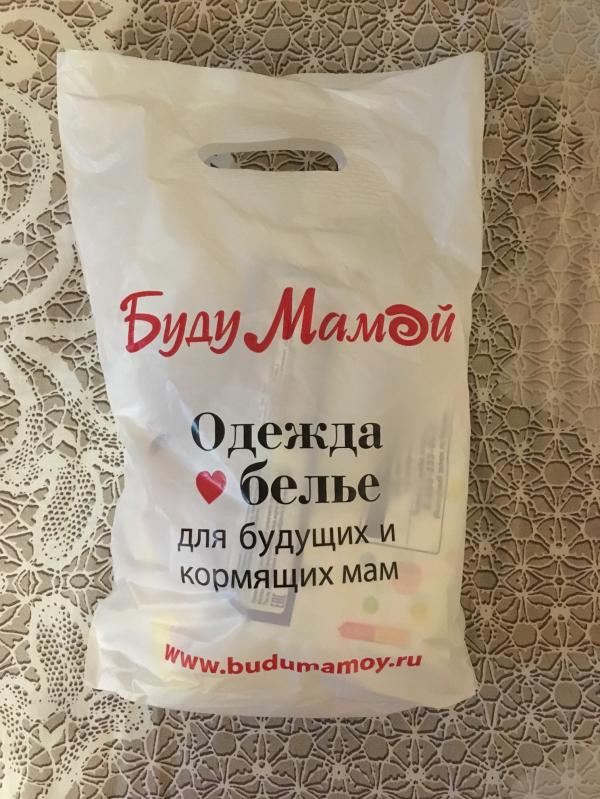 Буду Мамой
Одежда
♥ белье
для будущих и
кормящих мам
www.budumamoy.ru